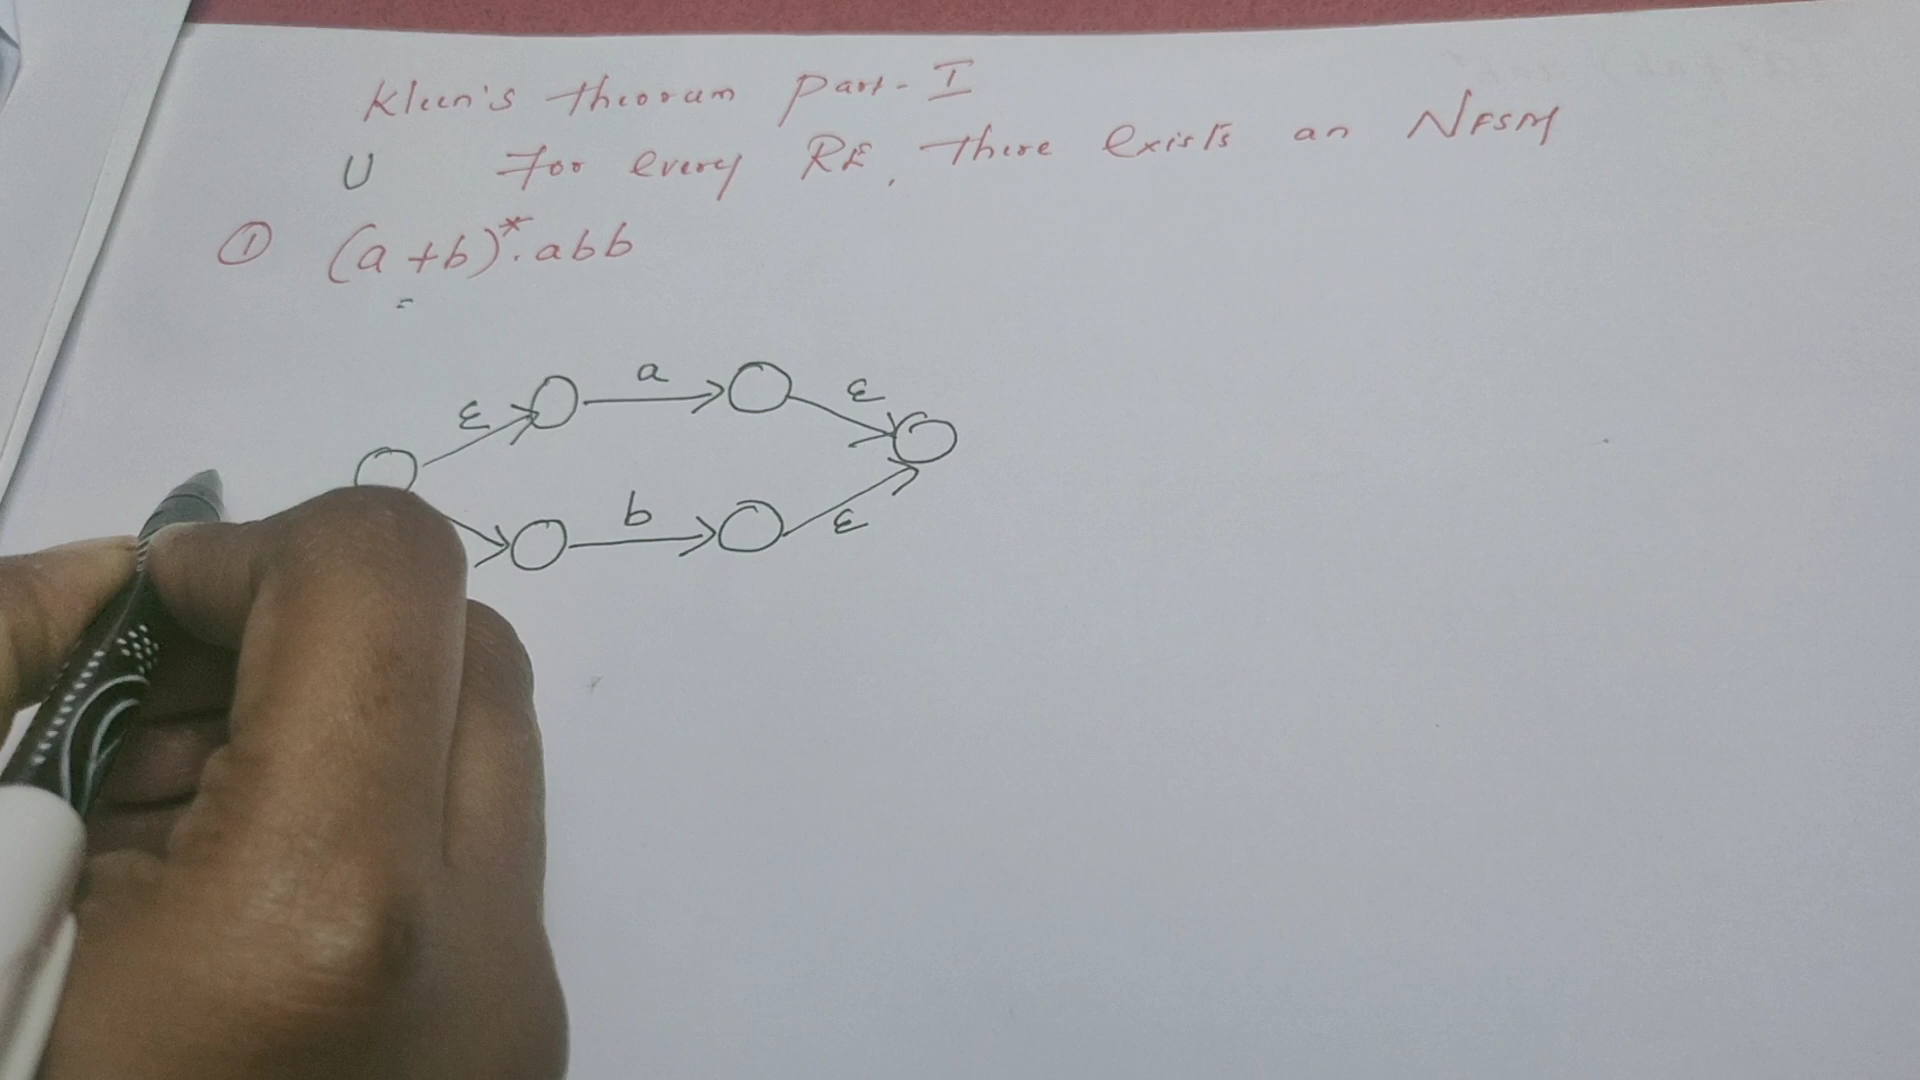 Kleen's theorum Part-I
U For every RE, there exists an NFSM
① (a+b)*.abb
=
ε a ε
b ε